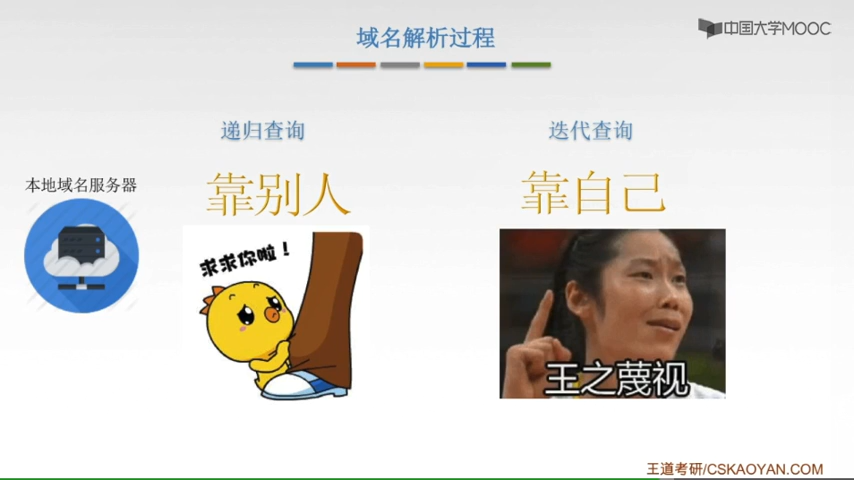 域名解析过程
中国大学MOOC
递归查询
迭代查询
本地域名服务器
靠别人
靠自己
求求你啦！
王之蔑视
王道考研/CSKAOYAN.COM